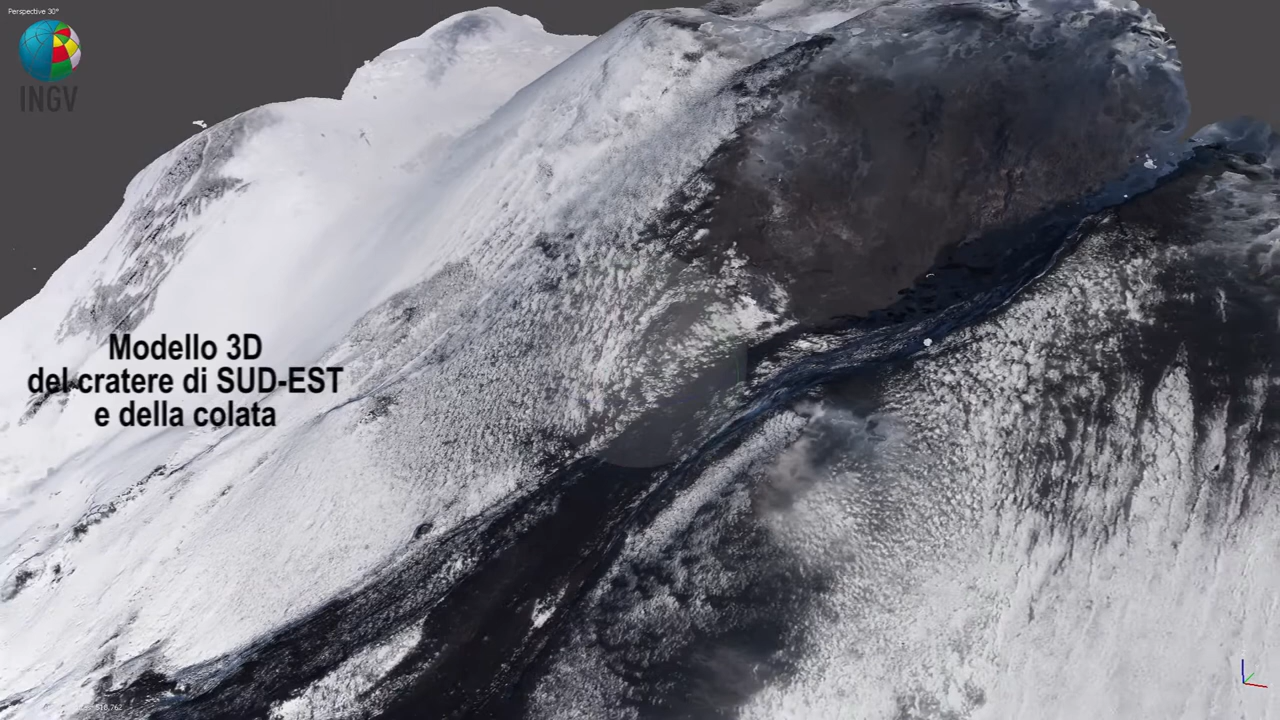 Perspective 30°
INGV
Modello 3D
del cratere di SUD-EST
e della colata